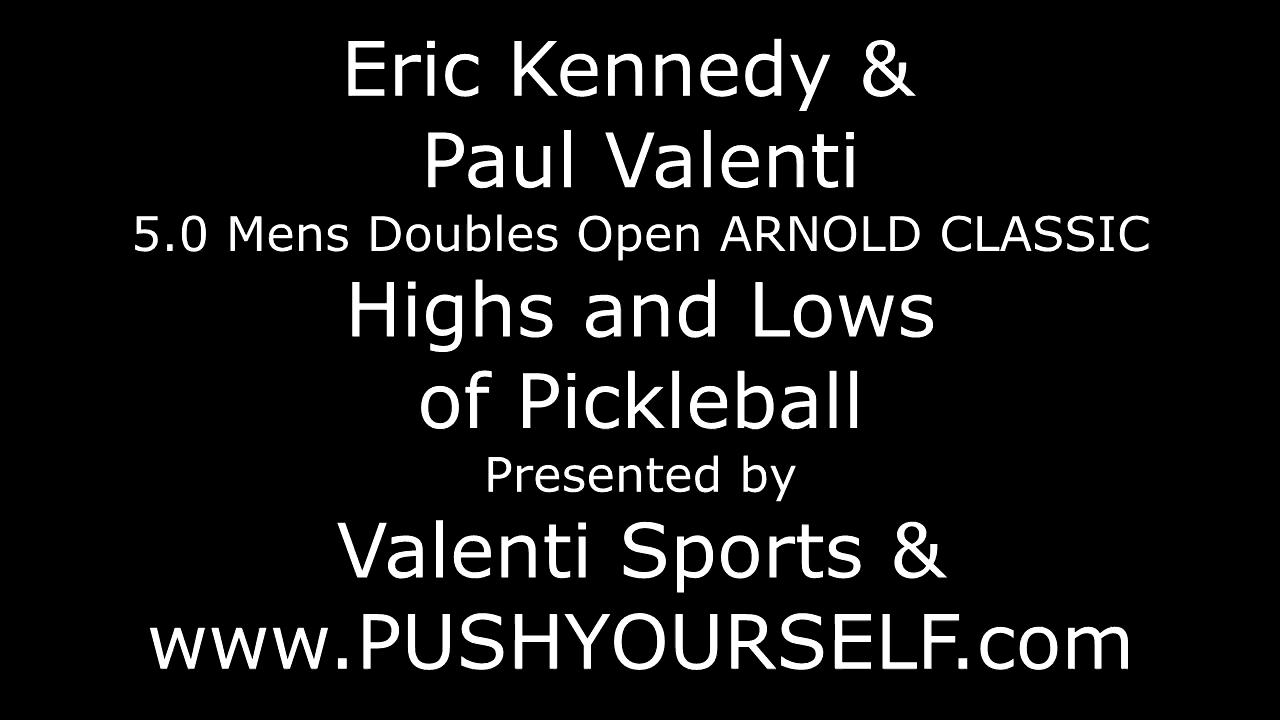 Eric Kennedy &
Paul Valenti
5.0 Mens Doubles Open ARNOLD CLASSIC
Highs and Lows
of Pickleball
Presented by
Valenti Sports &
www.PUSHYOURSELF.com